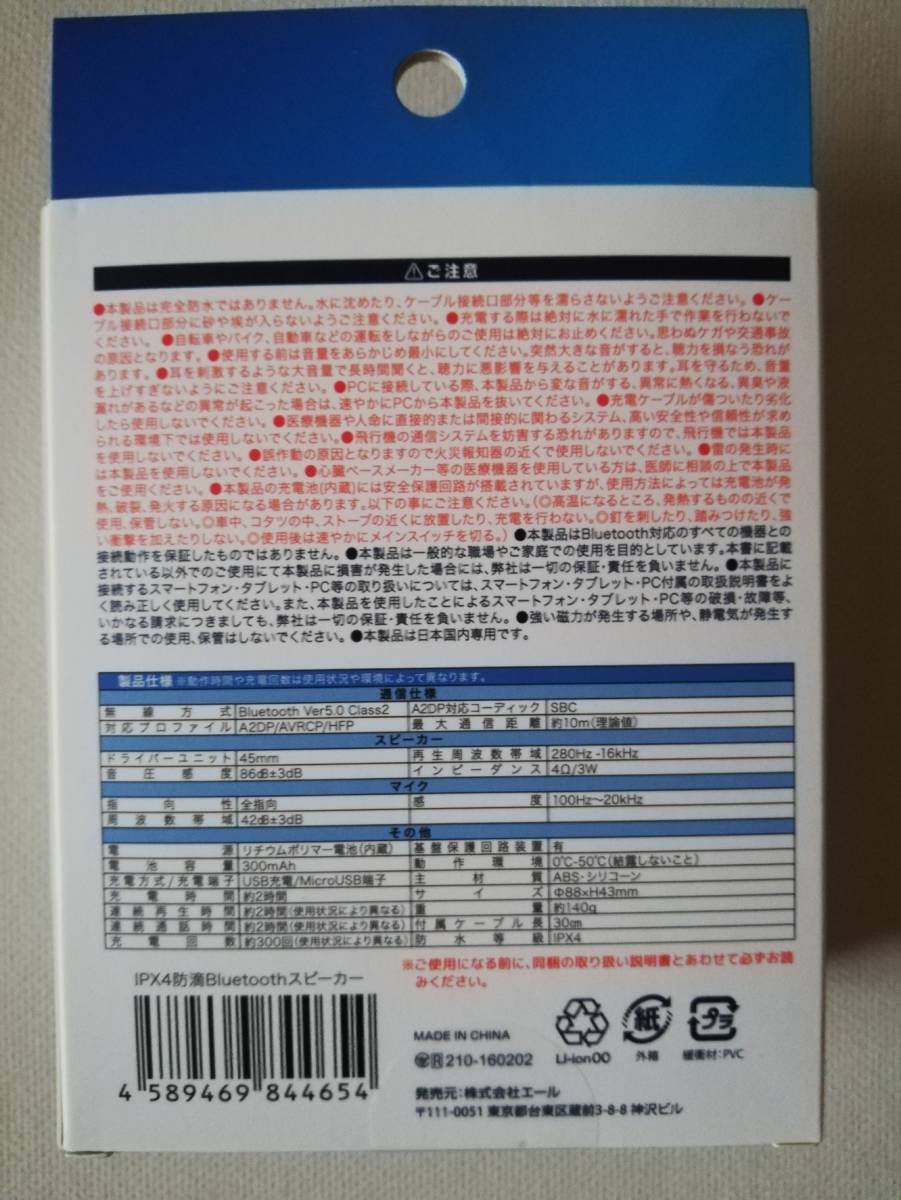 ⚠ご注意
●本製品は完全防水ではありません。水に沈めたり、ケーブル接続口部分等を濡らさないようご注意ください。 ●ケー
ブル接続口部分に砂や埃が入らないようご注意ください。 ●充電する際は絶対に水に濡れた手で作業を行わないで
ください。 ●自転車やバイク、自動車などの運転をしながらのご使用は絶対にお止めください。思わぬケガや交通事故
の原因となります。 ●使用する前は音量をあらかじめ最小にしてください。突然大きな音がすると、聴力を損なう恐れが
あります。 ●耳を刺激するような大音量で長時間聞くと、聴力に悪影響を与えることがあります。耳を守るため、音量
を上げすぎないようにご注意ください。 ●PCに接続している際、本製品から変な音がする、異常に熱くなる、異臭や液
漏れがあるなどの異常が起こった場合は、速やかにPCから本製品を抜いてください。 ●充電ケーブルが傷ついたり劣化
したら使用しないでください。 ●医療機器や人命に直接的または間接的に関わるシステム、高い安全性や信頼性が求め
られる環境下では使用しないでください。 ●飛行機の通信システムを妨害する恐れがありますので、飛行機では本製品
を使用しないでください。 ●誤作動の原因となりますので火災報知器の近くで使用しないでください。 ●雷の発生時に
は本製品を使用しないでください。 ●心臓ペースメーカー等の医療機器を使用している方は、医師に相談の上で本製品
をご使用ください。 ●本製品の充電池(内蔵)には安全保護回路が搭載されていますが、使用方法によっては充電池が発
熱、破裂、発火する原因になる場合があります。以下の事にご注意ください。(◎高温になるところ、発熱するものの近くで
使用、保管しない。◎車中、コタツの中、ストーブの近くに放置したり、充電を行わない。◎釘を刺したり、踏みつけたり、強
い衝撃を加えたりしない。◎使用後は速やかにメインスイッチを切る。) ●本製品はBluetooth対応のすべての機器との
接続動作を保証したものではありません。 ●本製品は一般的な職場やご家庭での使用を目的としています。本書に記載
されている以外でのご使用にて本製品に損害が発生した場合には、弊社は一切の保証・責任を負いません。 ●本製品に
接続するスマートフォン・タブレット・PC等の取り扱いについては、スマートフォン・タブレット・PC付属の取扱説明書をよ
く読み正しく使用してください。また、本製品を使用したことによるスマートフォン・タブレット・PC等の破損・故障等、
いかなる請求につきましても、弊社は一切の保証・責任を負いません。 ●強い磁力が発生する場所や、静電気が発生す
る場所での使用、保管はしないでください。 ●本製品は日本国内専用です。
製品仕様 ※動作時間や充電回数は使用状況や環境によって異なります。
通信仕様
無線方式 Bluetooth Ver5.0 Class2 A2DP対応コーディック SBC
対応プロファイル A2DP/AVRCP/HFP 最大通信距離 約10m(理論値)
スピーカー
ドライバーユニット 45mm 再生周波数帯域 280Hz -16kHz
音圧感度 86dB±3dB インピーダンス 4Ω/3W
マイク
指向性 全指向 感度 100Hz〜20kHz
周波数帯域 42dB±3dB
その他
電源 リチウムポリマー電池(内蔵) 基盤保護回路装置 有
電池容量 300mAh 動作環境 0℃-50℃(結露しないこと)
充電方式/充電端子 USB充電/MicroUSB端子 主材質 ABS・シリコーン
充電時間 約2時間 サイズ Φ88×H43mm
連続再生時間 約2時間(使用状況により異なる) 重量 約140g
連続通話時間 約2時間(使用状況により異なる) 付属ケーブル長 30cm
充電回数 約300回(使用状況により異なる) 防水等級 IPX4
※ご使用になる前に、同梱の取り扱い説明書とあわせて必ずお読
みください。
IPX4防滴Bluetoothスピーカー
4 589469 844654
MADE IN CHINA
R 210-160202
Li-ion00
紙
外箱
プラ
緩衝材:PVC
発売元:株式会社エール
〒111-0051 東京都台東区蔵前3-8-8 神沢ビル